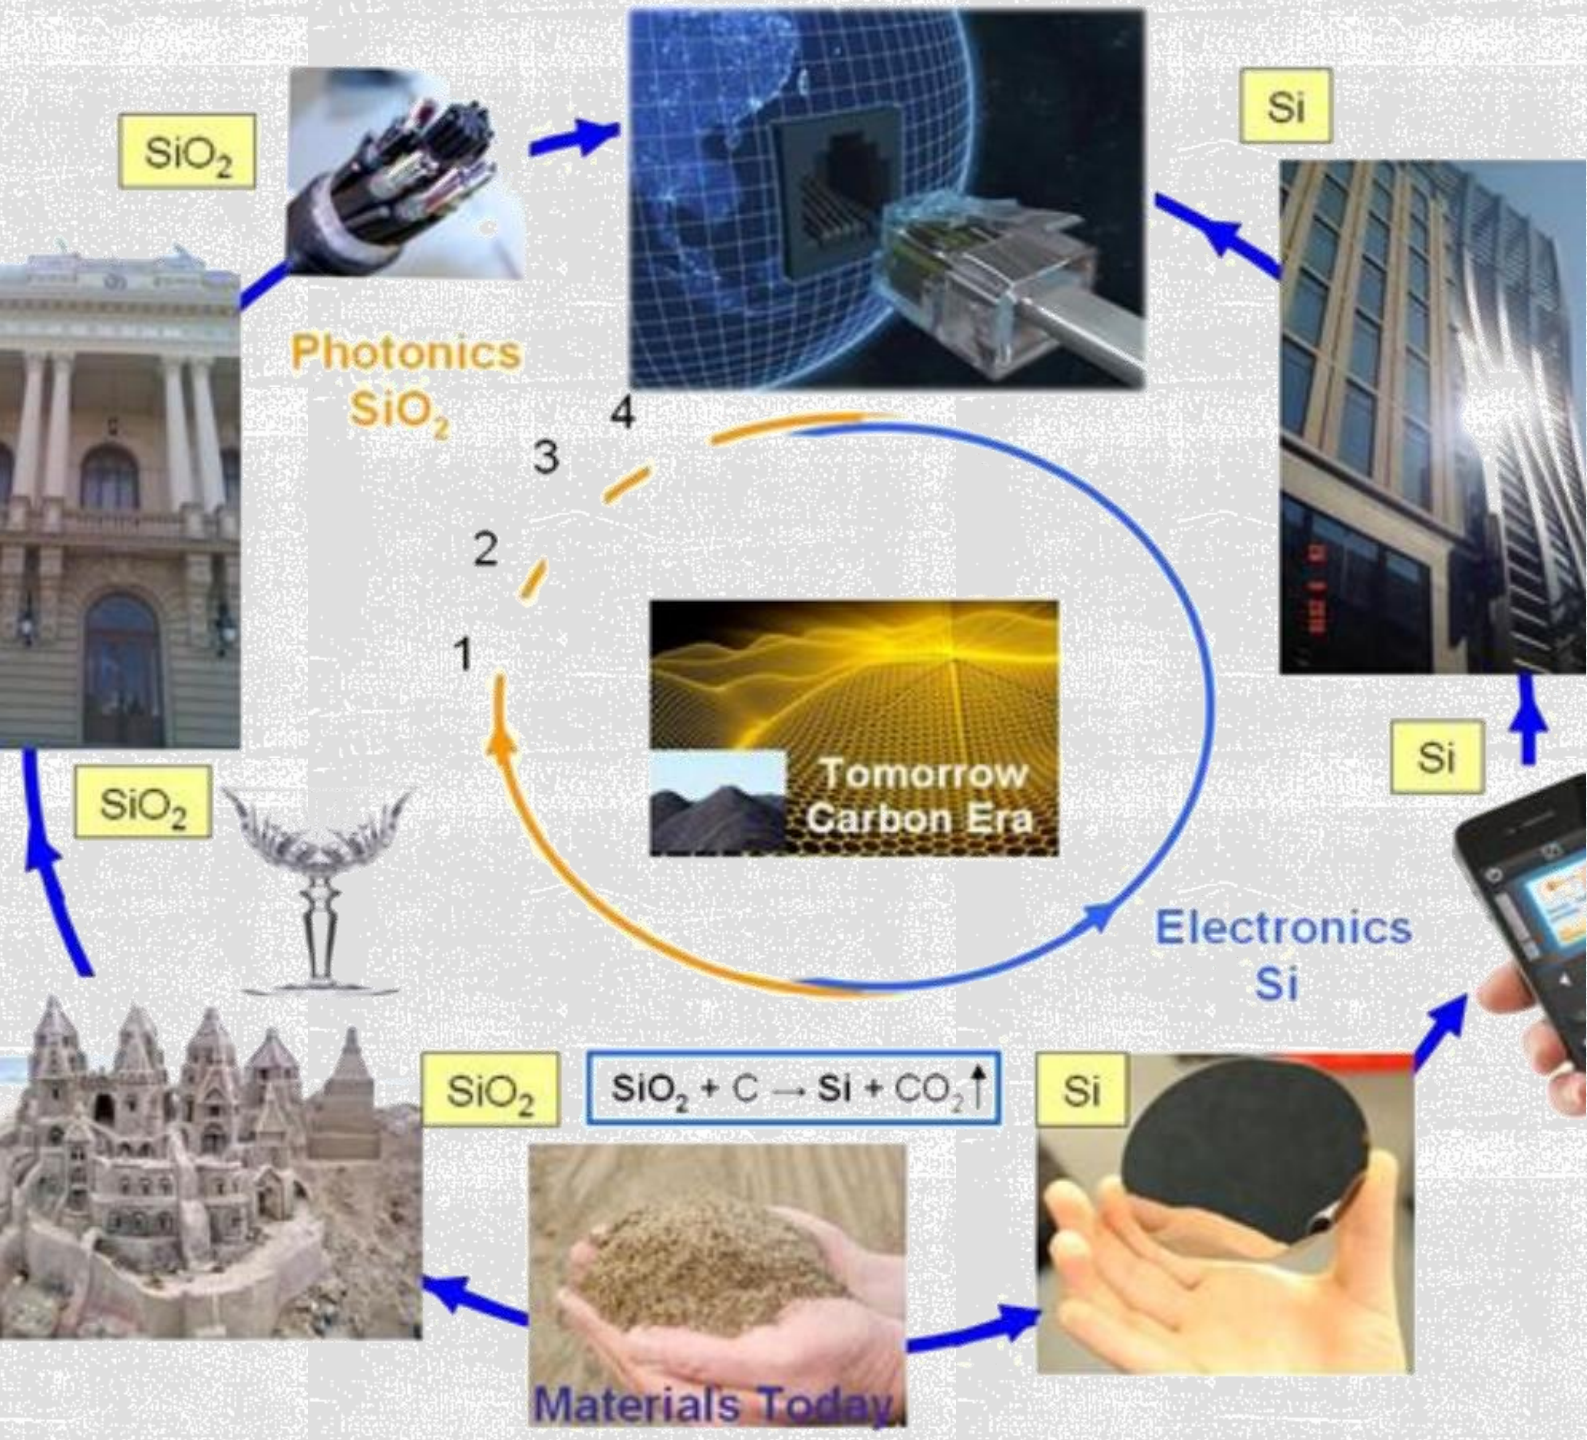 SiO₂
Si
Photonics
SiO₂
4
3
2
1
Tomorrow
Carbon Era
Si
SiO₂
Electronics
Si
SiO₂
SiO₂ + C → Si + CO₂↑
Si
Materials Today